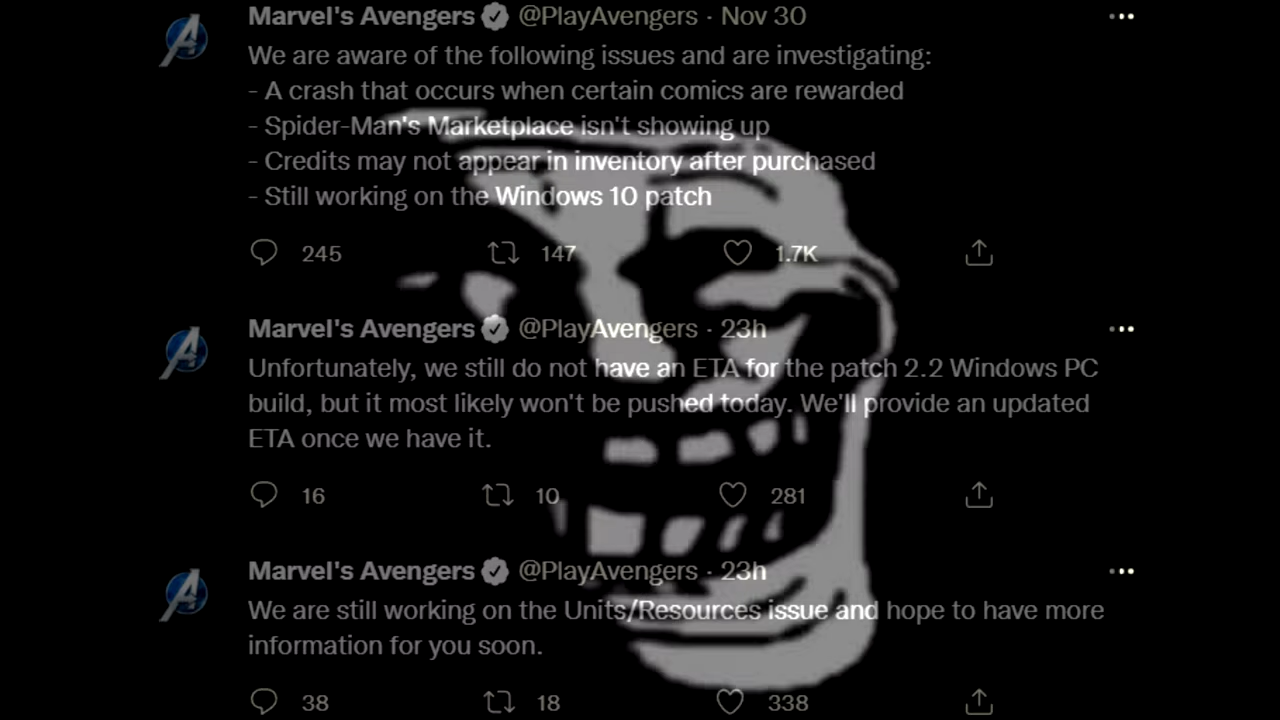 Marvel's Avengers @PlayAvengers · Nov 30
We are aware of the following issues and are investigating:
- A crash that occurs when certain comics are rewarded
- Spider-Man's Marketplace isn't showing up
- Credits may not appear in inventory after purchased
- Still working on the Windows 10 patch
245 147 1.7K
Marvel's Avengers @PlayAvengers · 23h
Unfortunately, we still do not have an ETA for the patch 2.2 Windows PC
build, but it most likely won't be pushed today. We'll provide an updated
ETA once we have it.
16 10 281
Marvel's Avengers @PlayAvengers · 23h
We are still working on the Units/Resources issue and hope to have more
information for you soon.
38 18 338